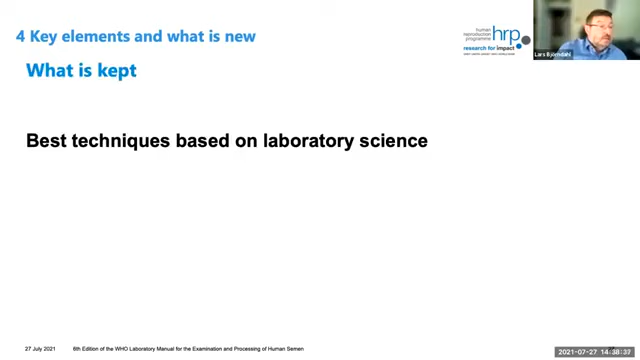 4 Key elements and what is new
human
reproduction
programme
hrp
research for impact
Lars Björndahl
What is kept
Best techniques based on laboratory science
27 July 2021 6th Edition of the WHO Laboratory Manual for the Examination and Processing of Human Semen
2021-07-27 14:38:37